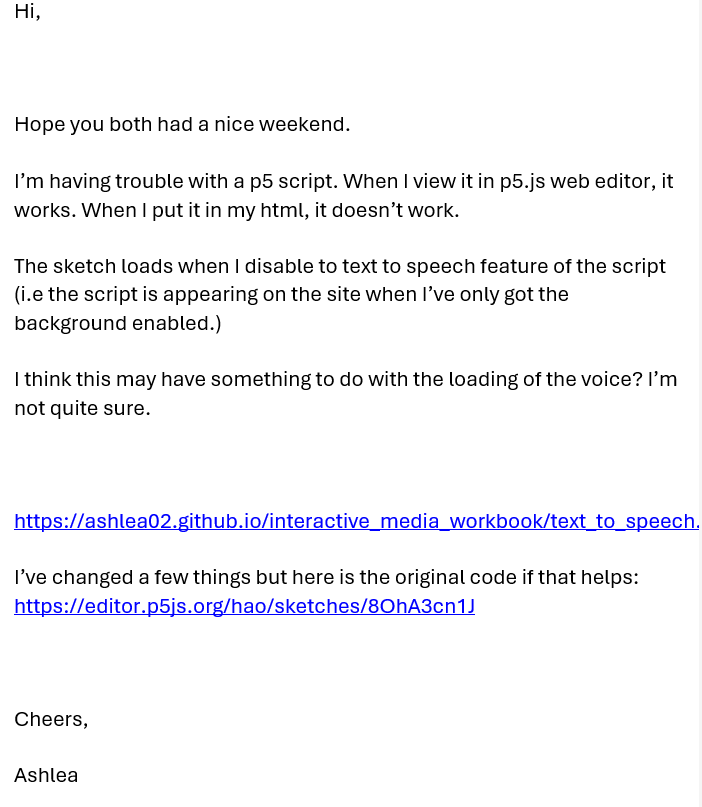 Hi,
Hope you both had a nice weekend.
I’m having trouble with a p5 script. When I view it in p5.js web editor, it
works. When I put it in my html, it doesn’t work.
The sketch loads when I disable to text to speech feature of the script
(i.e the script is appearing on the site when I’ve only got the
background enabled.)
I think this may have something to do with the loading of the voice? I’m
not quite sure.
https://ashlea02.github.io/interactive_media_workbook/text_to_speech.
I’ve changed a few things but here is the original code if that helps:
https://editor.p5js.org/hao/sketches/8OhA3cn1J
Cheers,
Ashlea